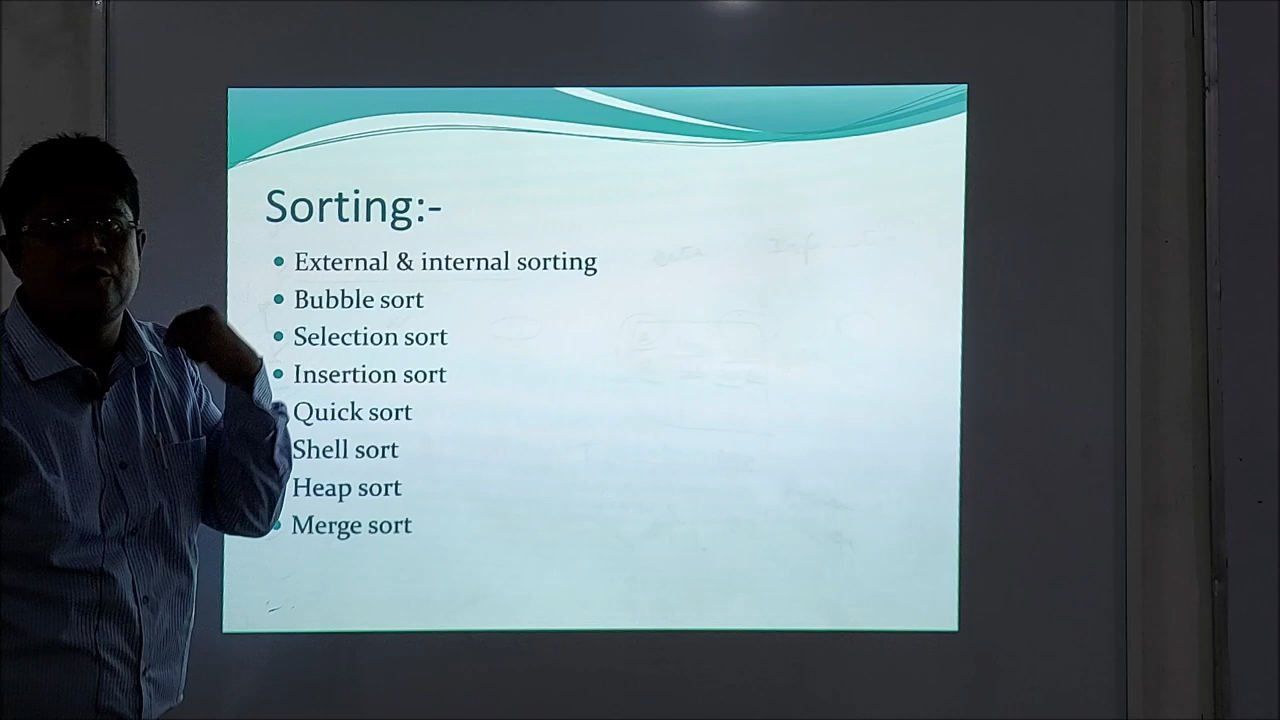 Sorting:-
External & internal sorting
Bubble sort
Selection sort
Insertion sort
Quick sort
Shell sort
Heap sort
Merge sort